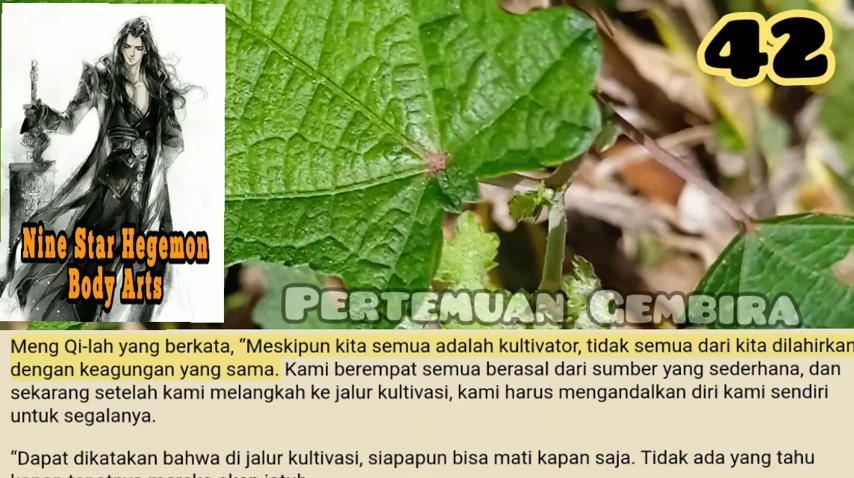 42
Nine Star Hegemon
Body Arts
PERTEMUAN GEMBIRA
Meng Qi-lah yang berkata, “Meskipun kita semua adalah kultivator, tidak semua dari kita dilahirkan
dengan keagungan yang sama. Kami berempat semua berasal dari sumber yang sederhana, dan
sekarang setelah kami melangkah ke jalur kultivasi, kami harus mengandalkan diri kami sendiri
untuk segalanya.
“Dapat dikatakan bahwa di jalur kultivasi, siapapun bisa mati kapan saja. Tidak ada yang tahu